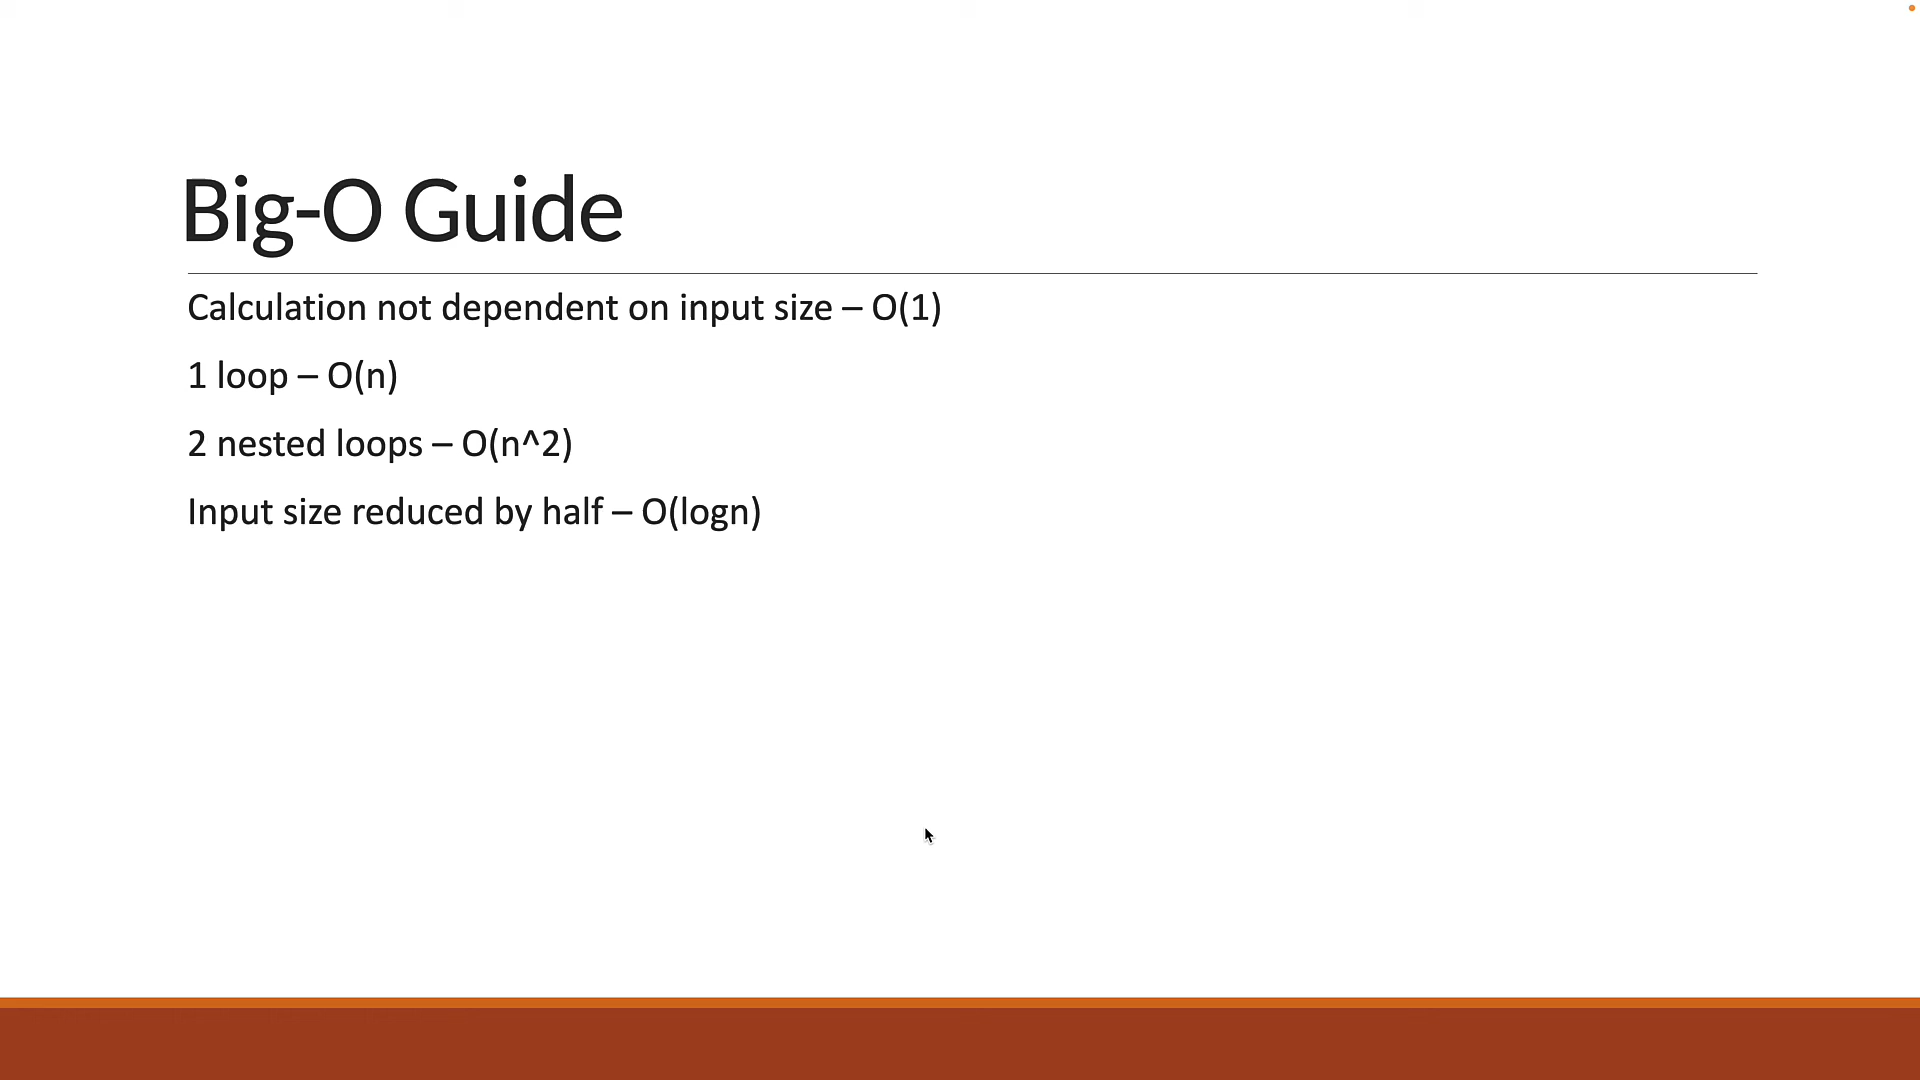 Big-O Guide
Calculation not dependent on input size – O(1)
1 loop – O(n)
2 nested loops – O(n^2)
Input size reduced by half – O(logn)